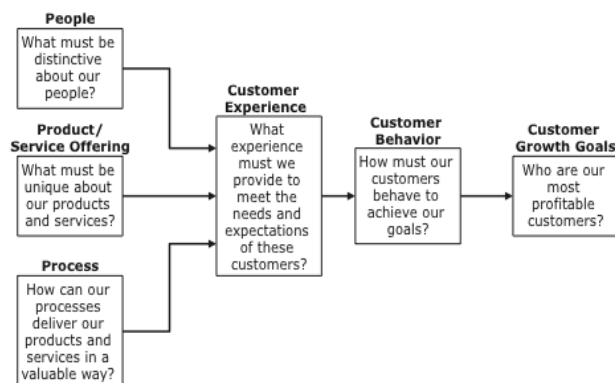 People
What must be
distinctive
about our
people?
Product/
Service Offering
What must be
unique about
our products
and services?
Process
How can our
processes
deliver our
products and
services in a
valuable way?
Customer
Experience
What
experience
must we
provide to
meet the
needs and
expectations
of these
customers?
Customer
Behavior
How must our
customers
behave to
achieve our
goals?
Customer
Growth Goals
Who are our
most
profitable
customers?